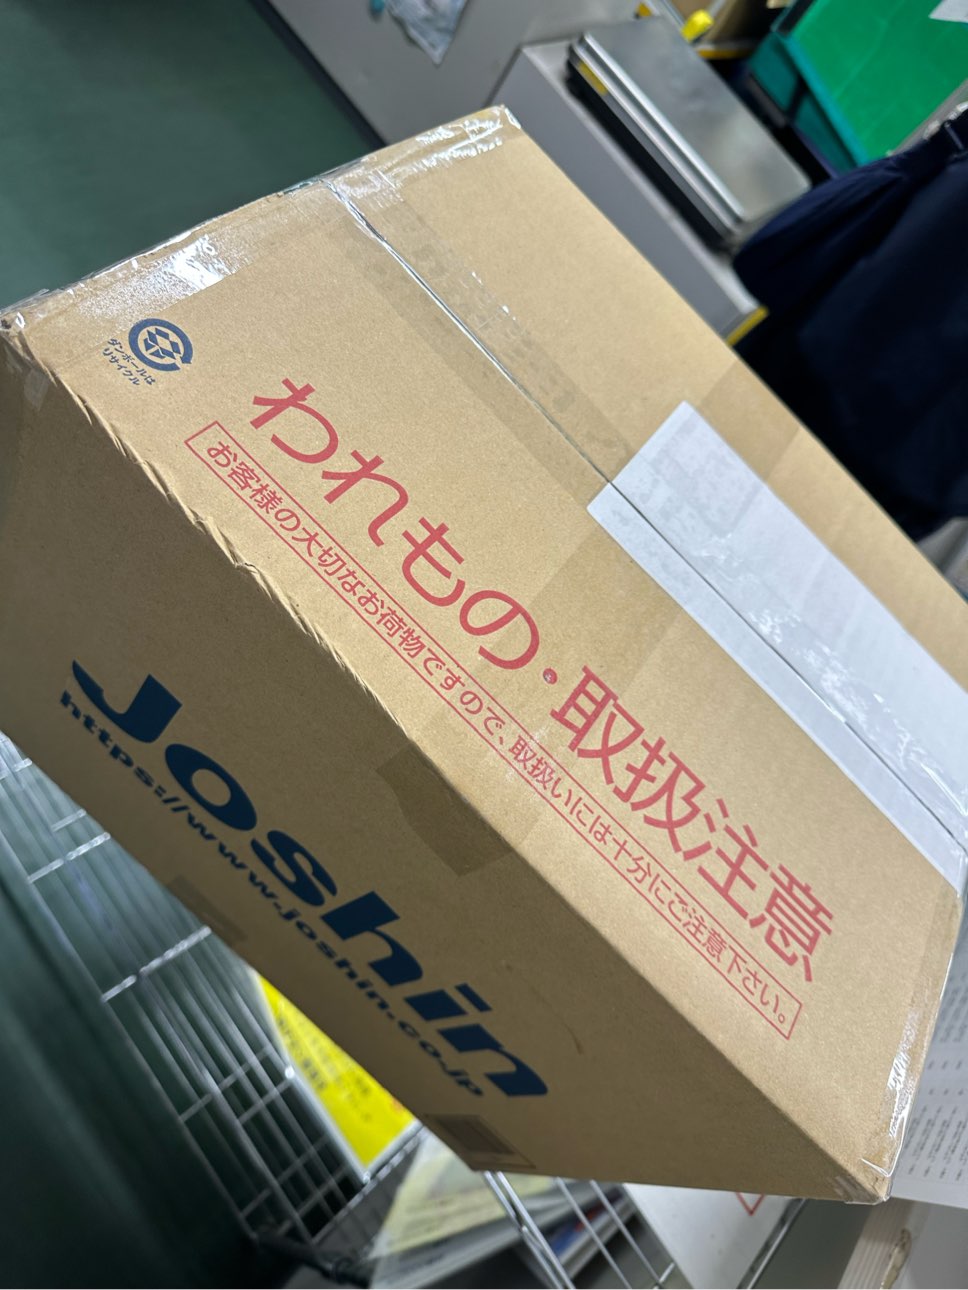 ダンボールは
リサイクル
われもの・取扱注意
お客様の大切なお荷物ですので、取扱いには十分にご注意下さい。
Joshin
https://www.joshin.co.jp